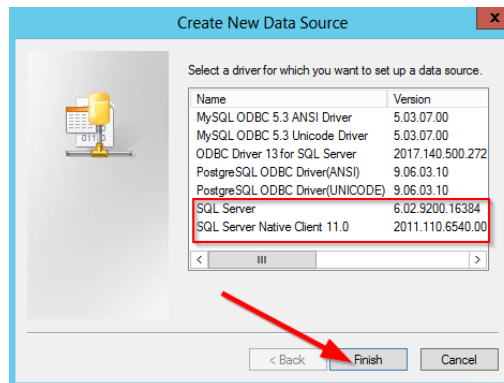 Create New Data Source
x
Select a driver for which you want to set up a data source.
Name Version
MySQL ODBC 5.3 ANSI Driver 5.03.07.00
MySQL ODBC 5.3 Unicode Driver 5.03.07.00
ODBC Driver 13 for SQL Server 2017.140.500.272
PostgreSQL ODBC Driver(ANSI) 9.06.03.10
PostgreSQL ODBC Driver(UNICODE) 9.06.03.10
SQL Server 6.02.9200.16384
SQL Server Native Client 11.0 2011.110.6540.00
< Back Finish Cancel